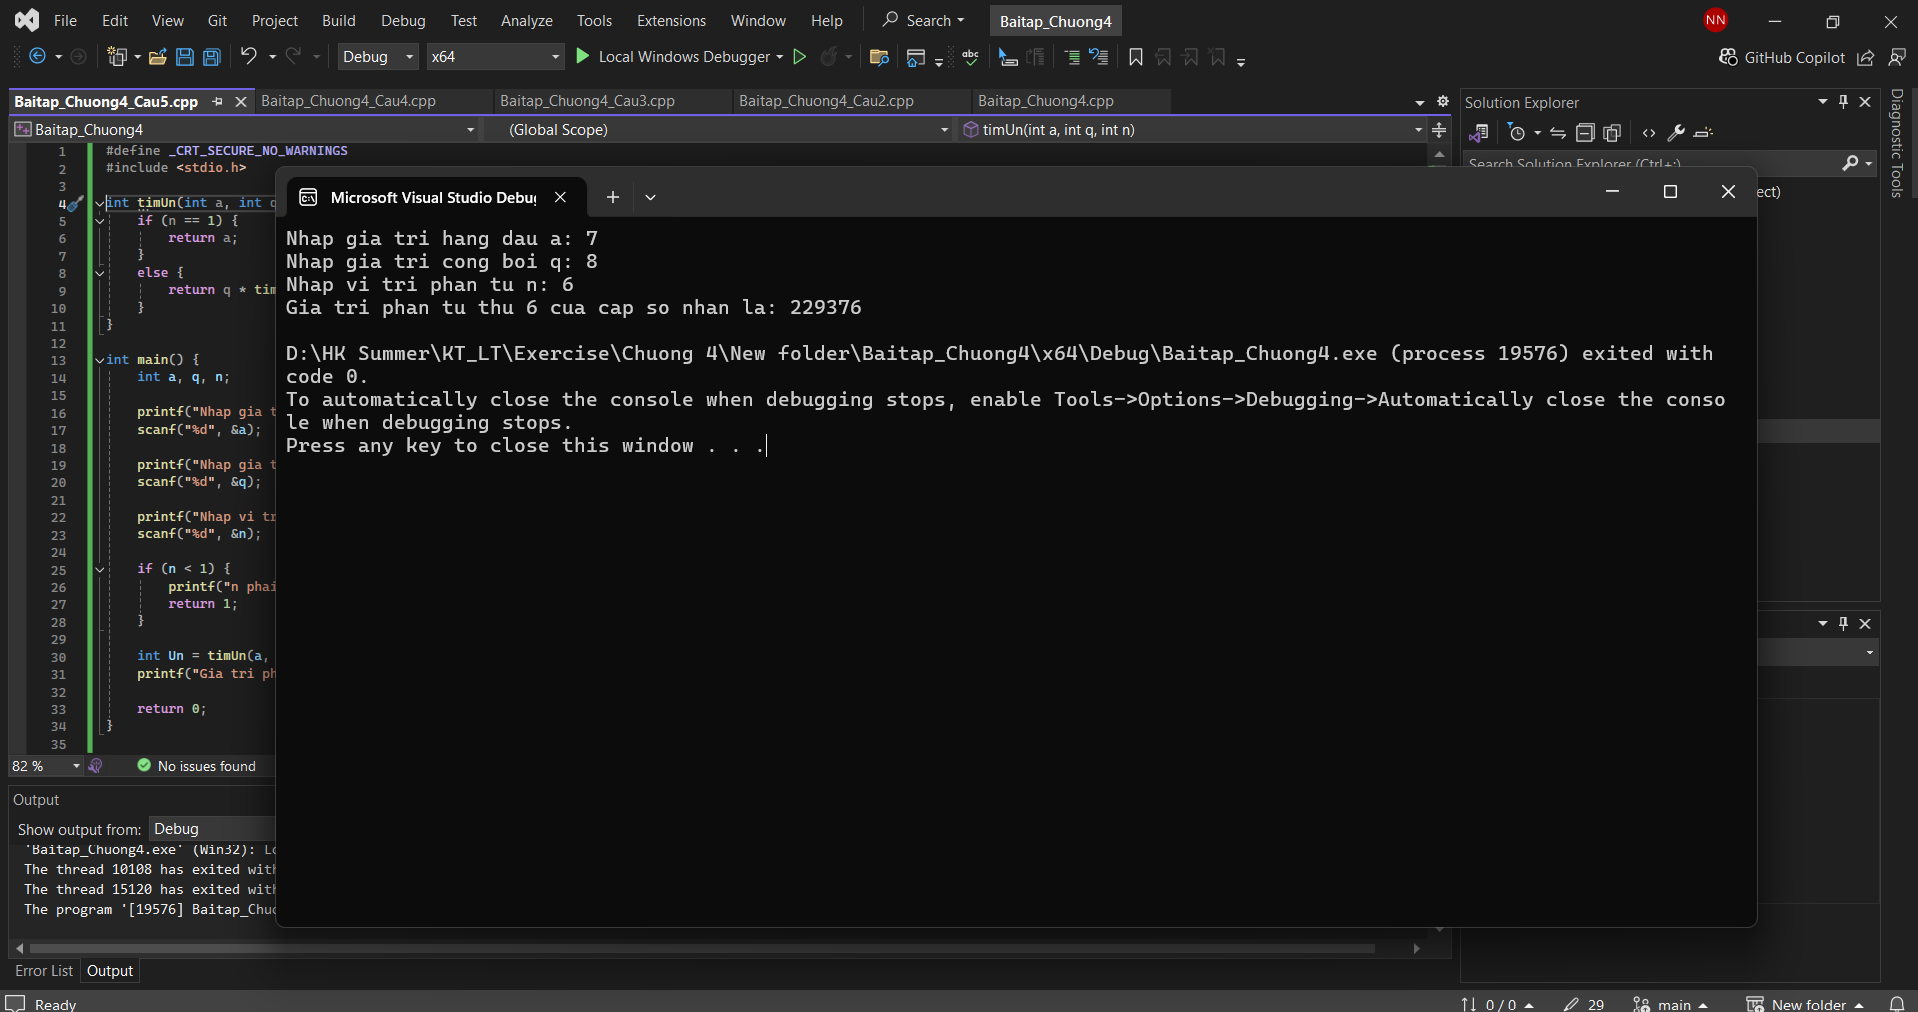 File Edit View Git Project Build Debug Test Analyze Tools Extensions Window Help Search Baitap_Chuong4 NN
Debug x64 Local Windows Debugger abc GitHub Copilot
Baitap_Chuong4_Cau5.cpp Baitap_Chuong4_Cau4.cpp Baitap_Chuong4_Cau3.cpp Baitap_Chuong4_Cau2.cpp Baitap_Chuong4.cpp
Baitap_Chuong4 (Global Scope) timUn(int a, int q, int n)
1 #define _CRT_SECURE_NO_WARNINGS
2 #include <stdio.h>
3
4 int timUn(int a, int q
5 if (n == 1) {
6 return a;
7 }
8 else {
9 return q * tim
10 }
11 }
12
13 int main() {
14 int a, q, n;
15
16 printf("Nhap gia t
17 scanf("%d", &a);
18
19 printf("Nhap gia t
20 scanf("%d", &q);
21
22 printf("Nhap vi tr
23 scanf("%d", &n);
24
25 if (n < 1) {
26 printf("n phai
27 return 1;
28 }
29
30 int Un = timUn(a,
31 printf("Gia tri ph
32
33 return 0;
34 }
35
82 % No issues found
Output
Show output from: Debug
'Baitap_Chuong4.exe' (Win32): Lo
The thread 10108 has exited with
The thread 15120 has exited with
The program '[19576] Baitap_Chuo
Error List Output
Microsoft Visual Studio Debug
Nhap gia tri hang dau a: 7
Nhap gia tri cong boi q: 8
Nhap vi tri phan tu n: 6
Gia tri phan tu thu 6 cua cap so nhan la: 229376
D:\HK Summer\KT_LT\Exercise\Chuong 4\New folder\Baitap_Chuong4\x64\Debug\Baitap_Chuong4.exe (process 19576) exited with
code 0.
To automatically close the console when debugging stops, enable Tools->Options->Debugging->Automatically close the conso
le when debugging stops.
Press any key to close this window . . .
Solution Explorer
Search Solution Explorer (Ctrl+;)
ect)
Diagnostic Tools
Ready 0 / 0 29 main New folder